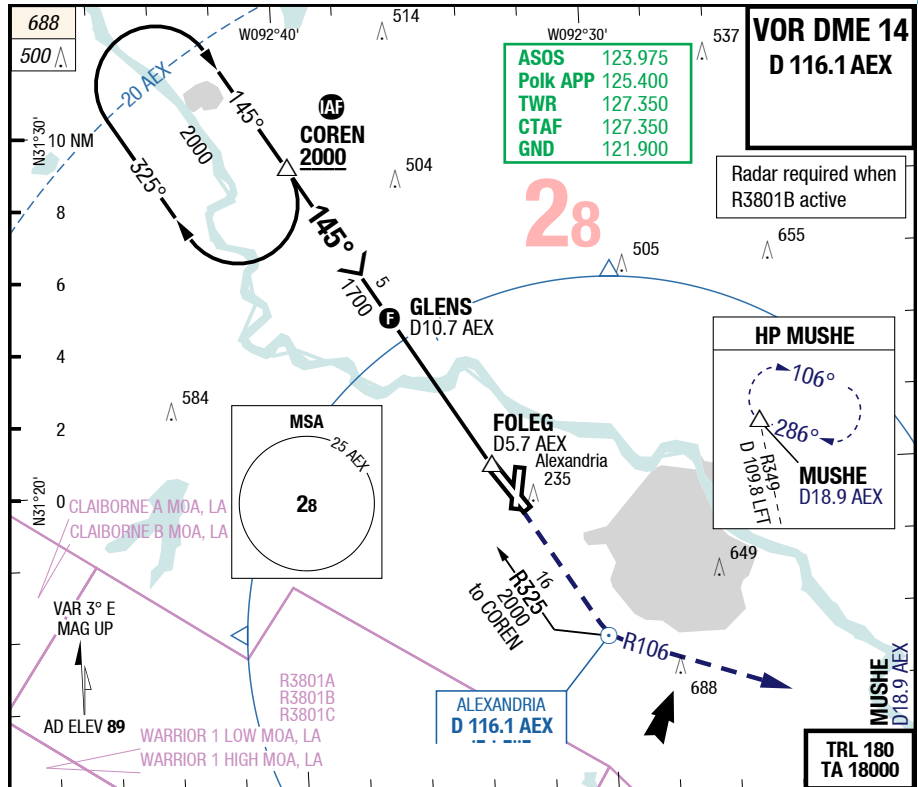 688
500
20 AEX
W092°40'
514
W092°30'
537
VOR DME 14
D 116.1 AEX
ASOS 123.975
Polk APP 125.400
TWR 127.350
CTAF 127.350
GND 121.900
N31°30'
10 NM
145°
2000
325°
IAF
COREN
2000
504
Radar required when
R3801B active
28
145°
8
655
505
6
5
1700
F
GLENS
D10.7 AEX
HP MUSHE
106°
286°
MUSHE
D18.9 AEX
R349
D 109.8 LFT
4
584
2
MSA
25 AEX
28
FOLEG
D5.7 AEX
Alexandria
235
N31°20'
0
CLAIBORNE A MOA, LA
CLAIBORNE B MOA, LA
649
16
R325
2000
to COREN
VAR 3° E
MAG UP
R106
688
MUSHE
D18.9 AEX
R3801A
R3801B
R3801C
ALEXANDRIA
D 116.1 AEX
AD ELEV 89
WARRIOR 1 LOW MOA, LA
WARRIOR 1 HIGH MOA, LA
TRL 180
TA 18000